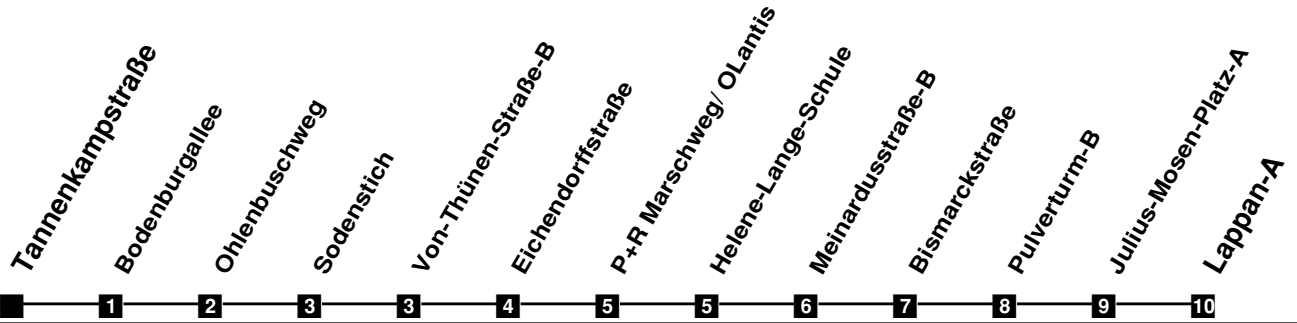 Tannenkampstraße
Bodenburgallee
Ohlenbuschweg
Sodenstich
Von-Thünen-Straße-B
Eichendorffstraße
P+R Marschweg/ OLantis
Helene-Lange-Schule
Meinardusstraße-B
Bismarckstraße
Pulverturm-B
Julius-Mosen-Platz-A
Lappan-A
1 2 3 3 4 5 5 6 7 8 9 10